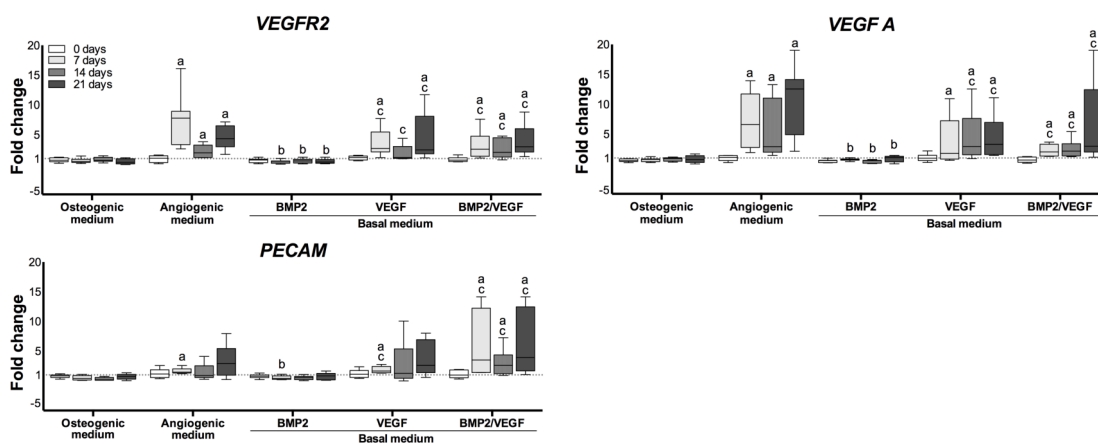 VEGFR2
20
15
10
5
1
-5
Fold change
0 days
7 days
14 days
21 days
a
a
a
b
b
b
a
c
c
a
c
a
c
a
c
a
c
Osteogenic
medium
Angiogenic
medium
BMP2
VEGF
BMP2/VEGF
Basal medium
VEGF A
20
15
10
5
1
-5
Fold change
a
a
a
b
b
b
a
c
a
c
a
c
a
c
a
c
a
c
Osteogenic
medium
Angiogenic
medium
BMP2
VEGF
BMP2/VEGF
Basal medium
PECAM
20
15
10
5
1
-5
Fold change
a
b
a
c
a
c
a
c
a
c
Osteogenic
medium
Angiogenic
medium
BMP2
VEGF
BMP2/VEGF
Basal medium